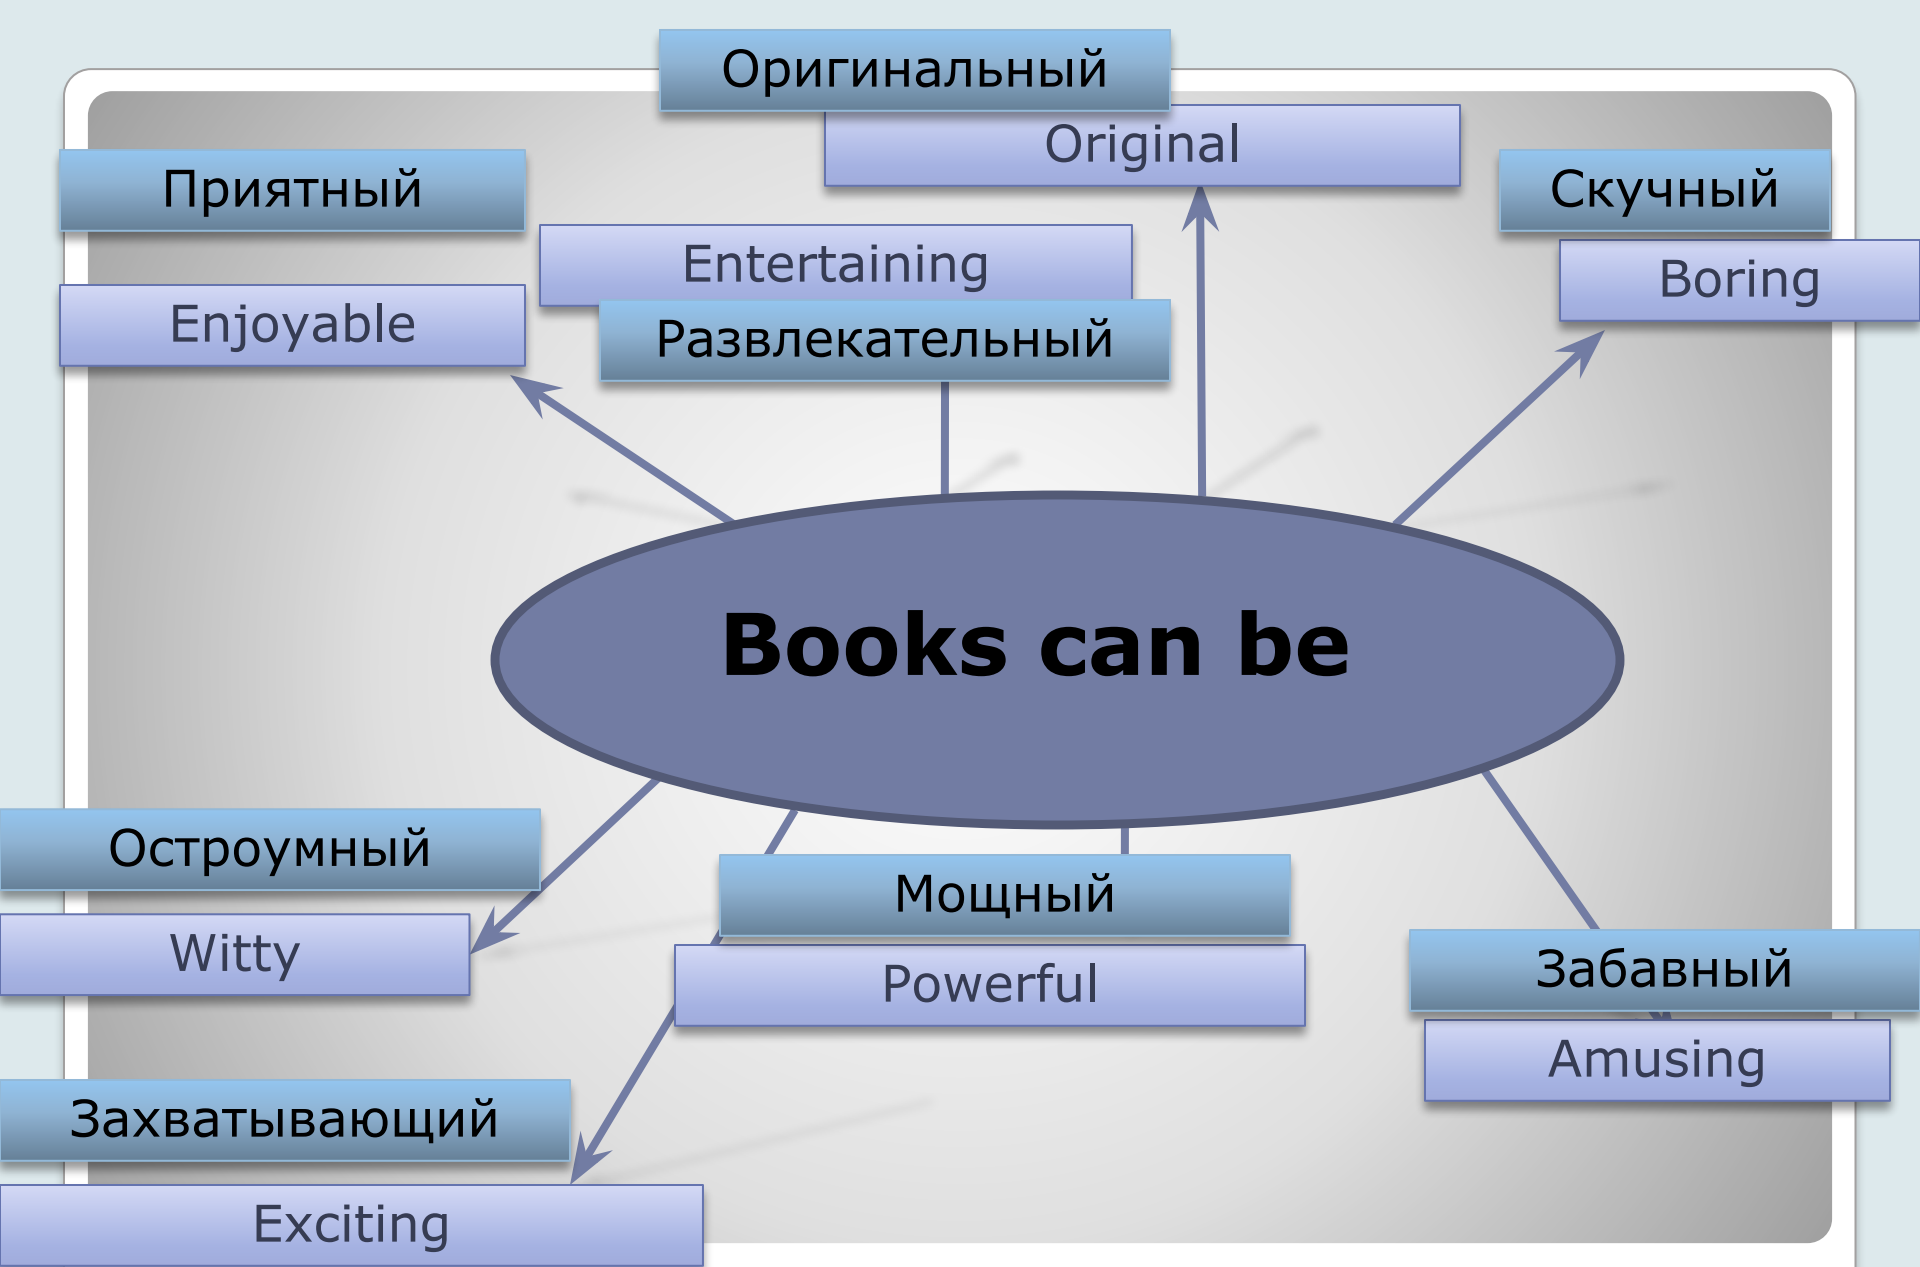 Оригинальный
Original
Приятный
Скучный
Entertaining
Boring
Enjoyable
Развлекательный
Books can be
Остроумный
Мощный
Witty
Powerful
Забавный
Amusing
Захватывающий
Exciting